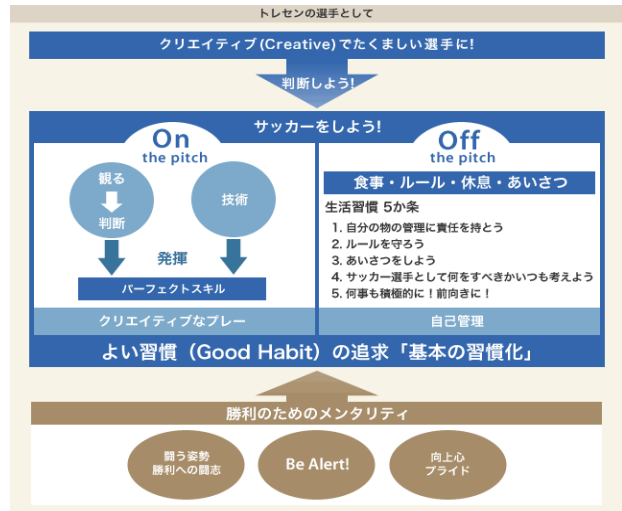 トレセンの選手として
クリエイティブ(Creative)でたくましい選手に!
判断しよう!
サッカーをしよう!
On
the pitch
観る
判断
技術
発揮
パーフェクトスキル
クリエイティブなプレー
Off
the pitch
食事・ルール・休息・あいさつ
生活習慣 5か条
1. 自分の物の管理に責任を持とう
2. ルールを守ろう
3. あいさつをしよう
4. サッカー選手として何をすべきかいつも考えよう
5. 何事も積極的に!前向きに!
自己管理
よい習慣(Good Habit)の追求「基本の習慣化」
勝利のためのメンタリティ
闘う姿勢
勝利への闘志
Be Alert!
向上心
プライド